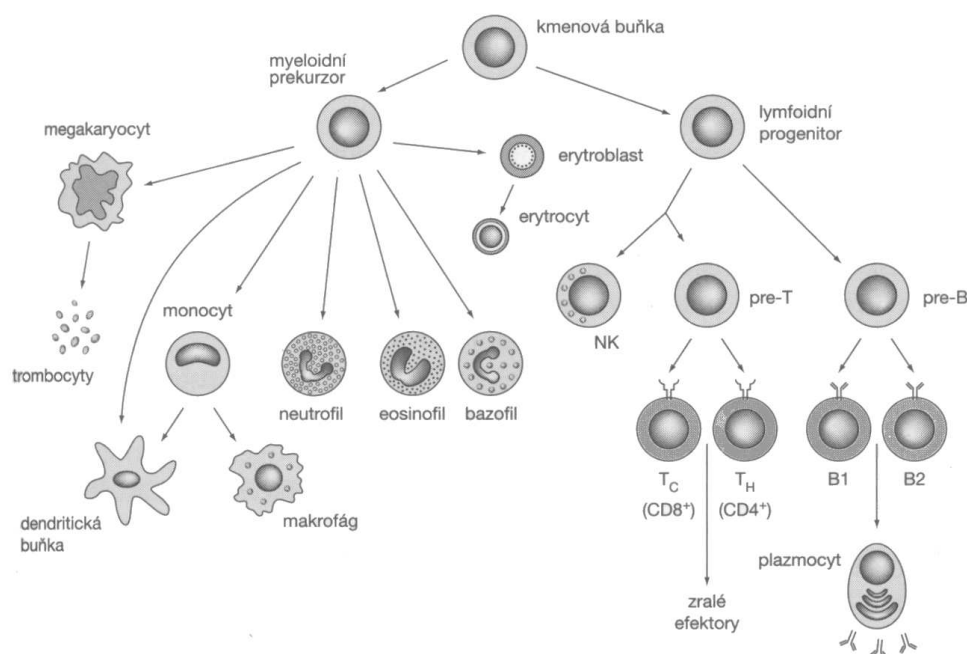 kmenová buňka
myeloidní
prekurzor
lymfoidní
progenitor
megakaryocyt
erytroblast
erytrocyt
monocyt
pre-T
pre-B
NK
trombocyty
neutrofil
eosinofil
bazofil
T_C
T_H
B1
B2
(CD8⁺)
(CD4⁺)
dendritická
buňka
makrofág
plazmocyt
zralé
efektory